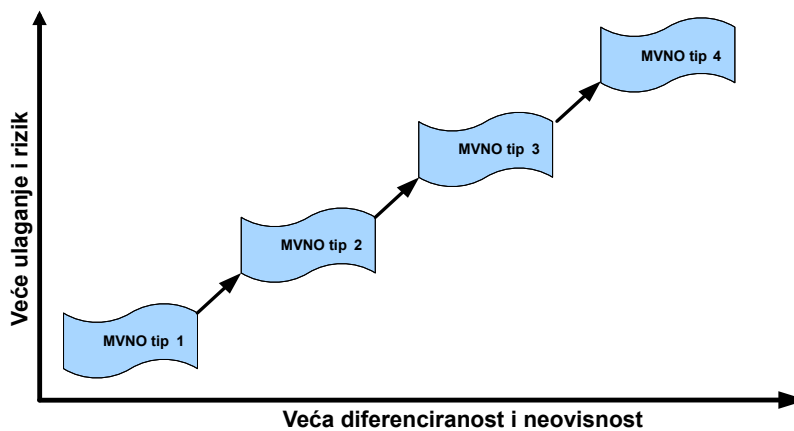 MVNO tip 4
MVNO tip 3
MVNO tip 2
MVNO tip 1
Veće ulaganje i rizik
Veća diferenciranost i neovisnost